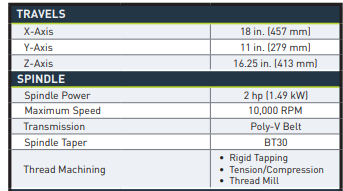 TRAVELS
X-Axis 18 in. (457 mm)
Y-Axis 11 in. (279 mm)
Z-Axis 16.25 in. (413 mm)
SPINDLE
Spindle Power 2 hp (1.49 kW)
Maximum Speed 10,000 RPM
Transmission Poly-V Belt
Spindle Taper BT30
Thread Machining
• Rigid Tapping
• Tension/Compression
• Thread Mill